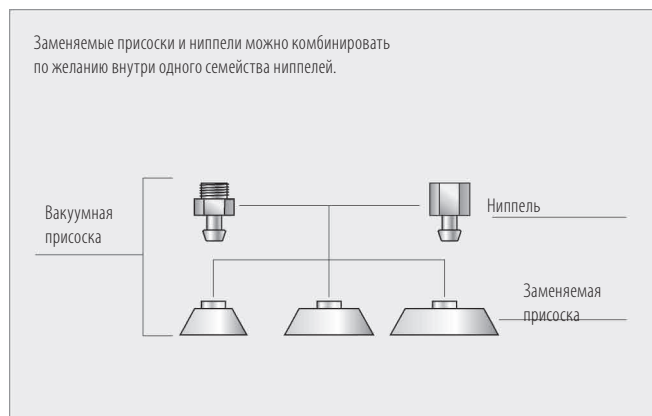 Заменяемые присоски и ниппели можно комбинировать
по желанию внутри одного семейства ниппелей.
Вакуумная
присоска
Ниппель
Заменяемая
присоска